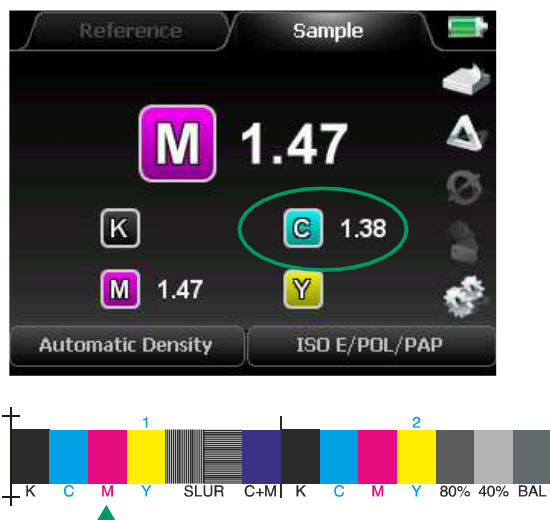 Reference Sample
M 1.47
K C 1.38
M 1.47 Y
Automatic Density ISO E/POL/PAP
1 2
K C M Y SLUR C+M K C M Y 80% 40% BAL